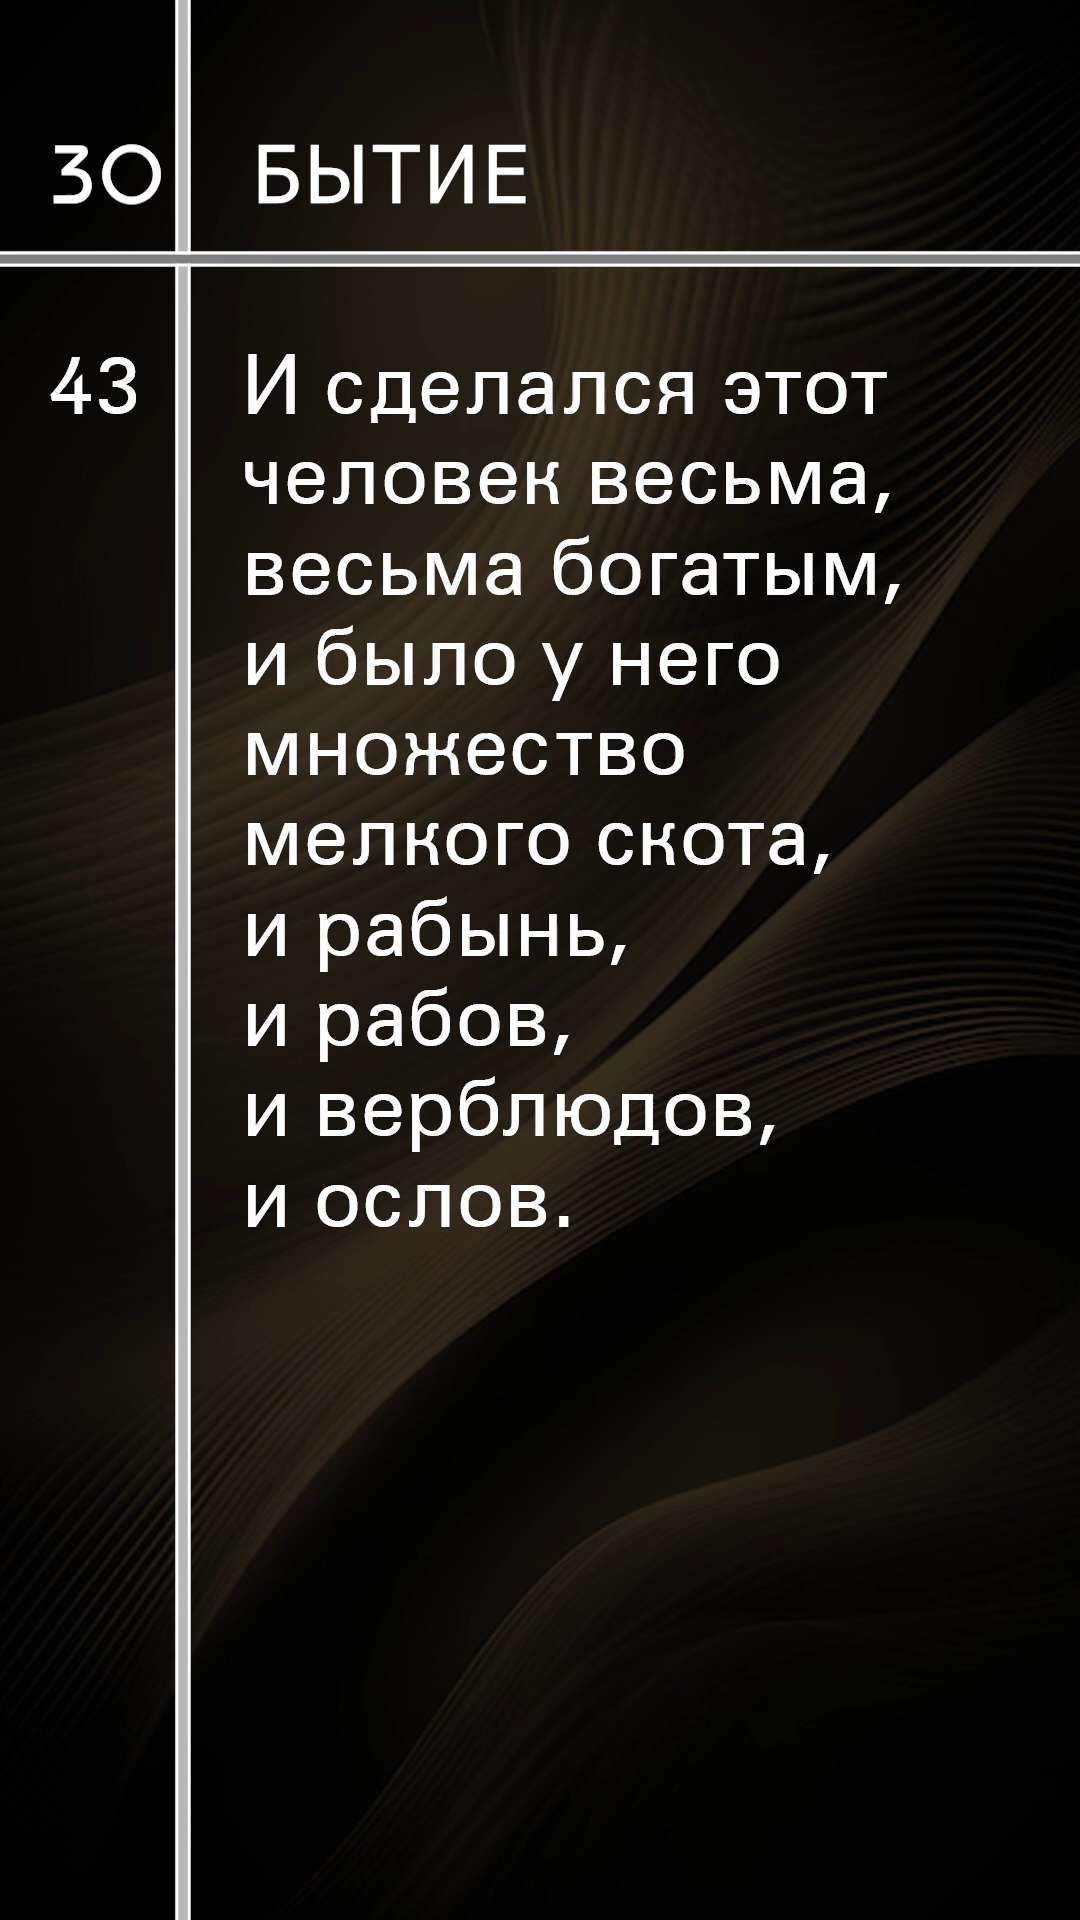 30 БЫТИЕ
43 И сделался этот
человек весьма,
весьма богатым,
и было у него
множество
мелкого скота,
и рабынь,
и рабов,
и верблюдов,
и ослов.